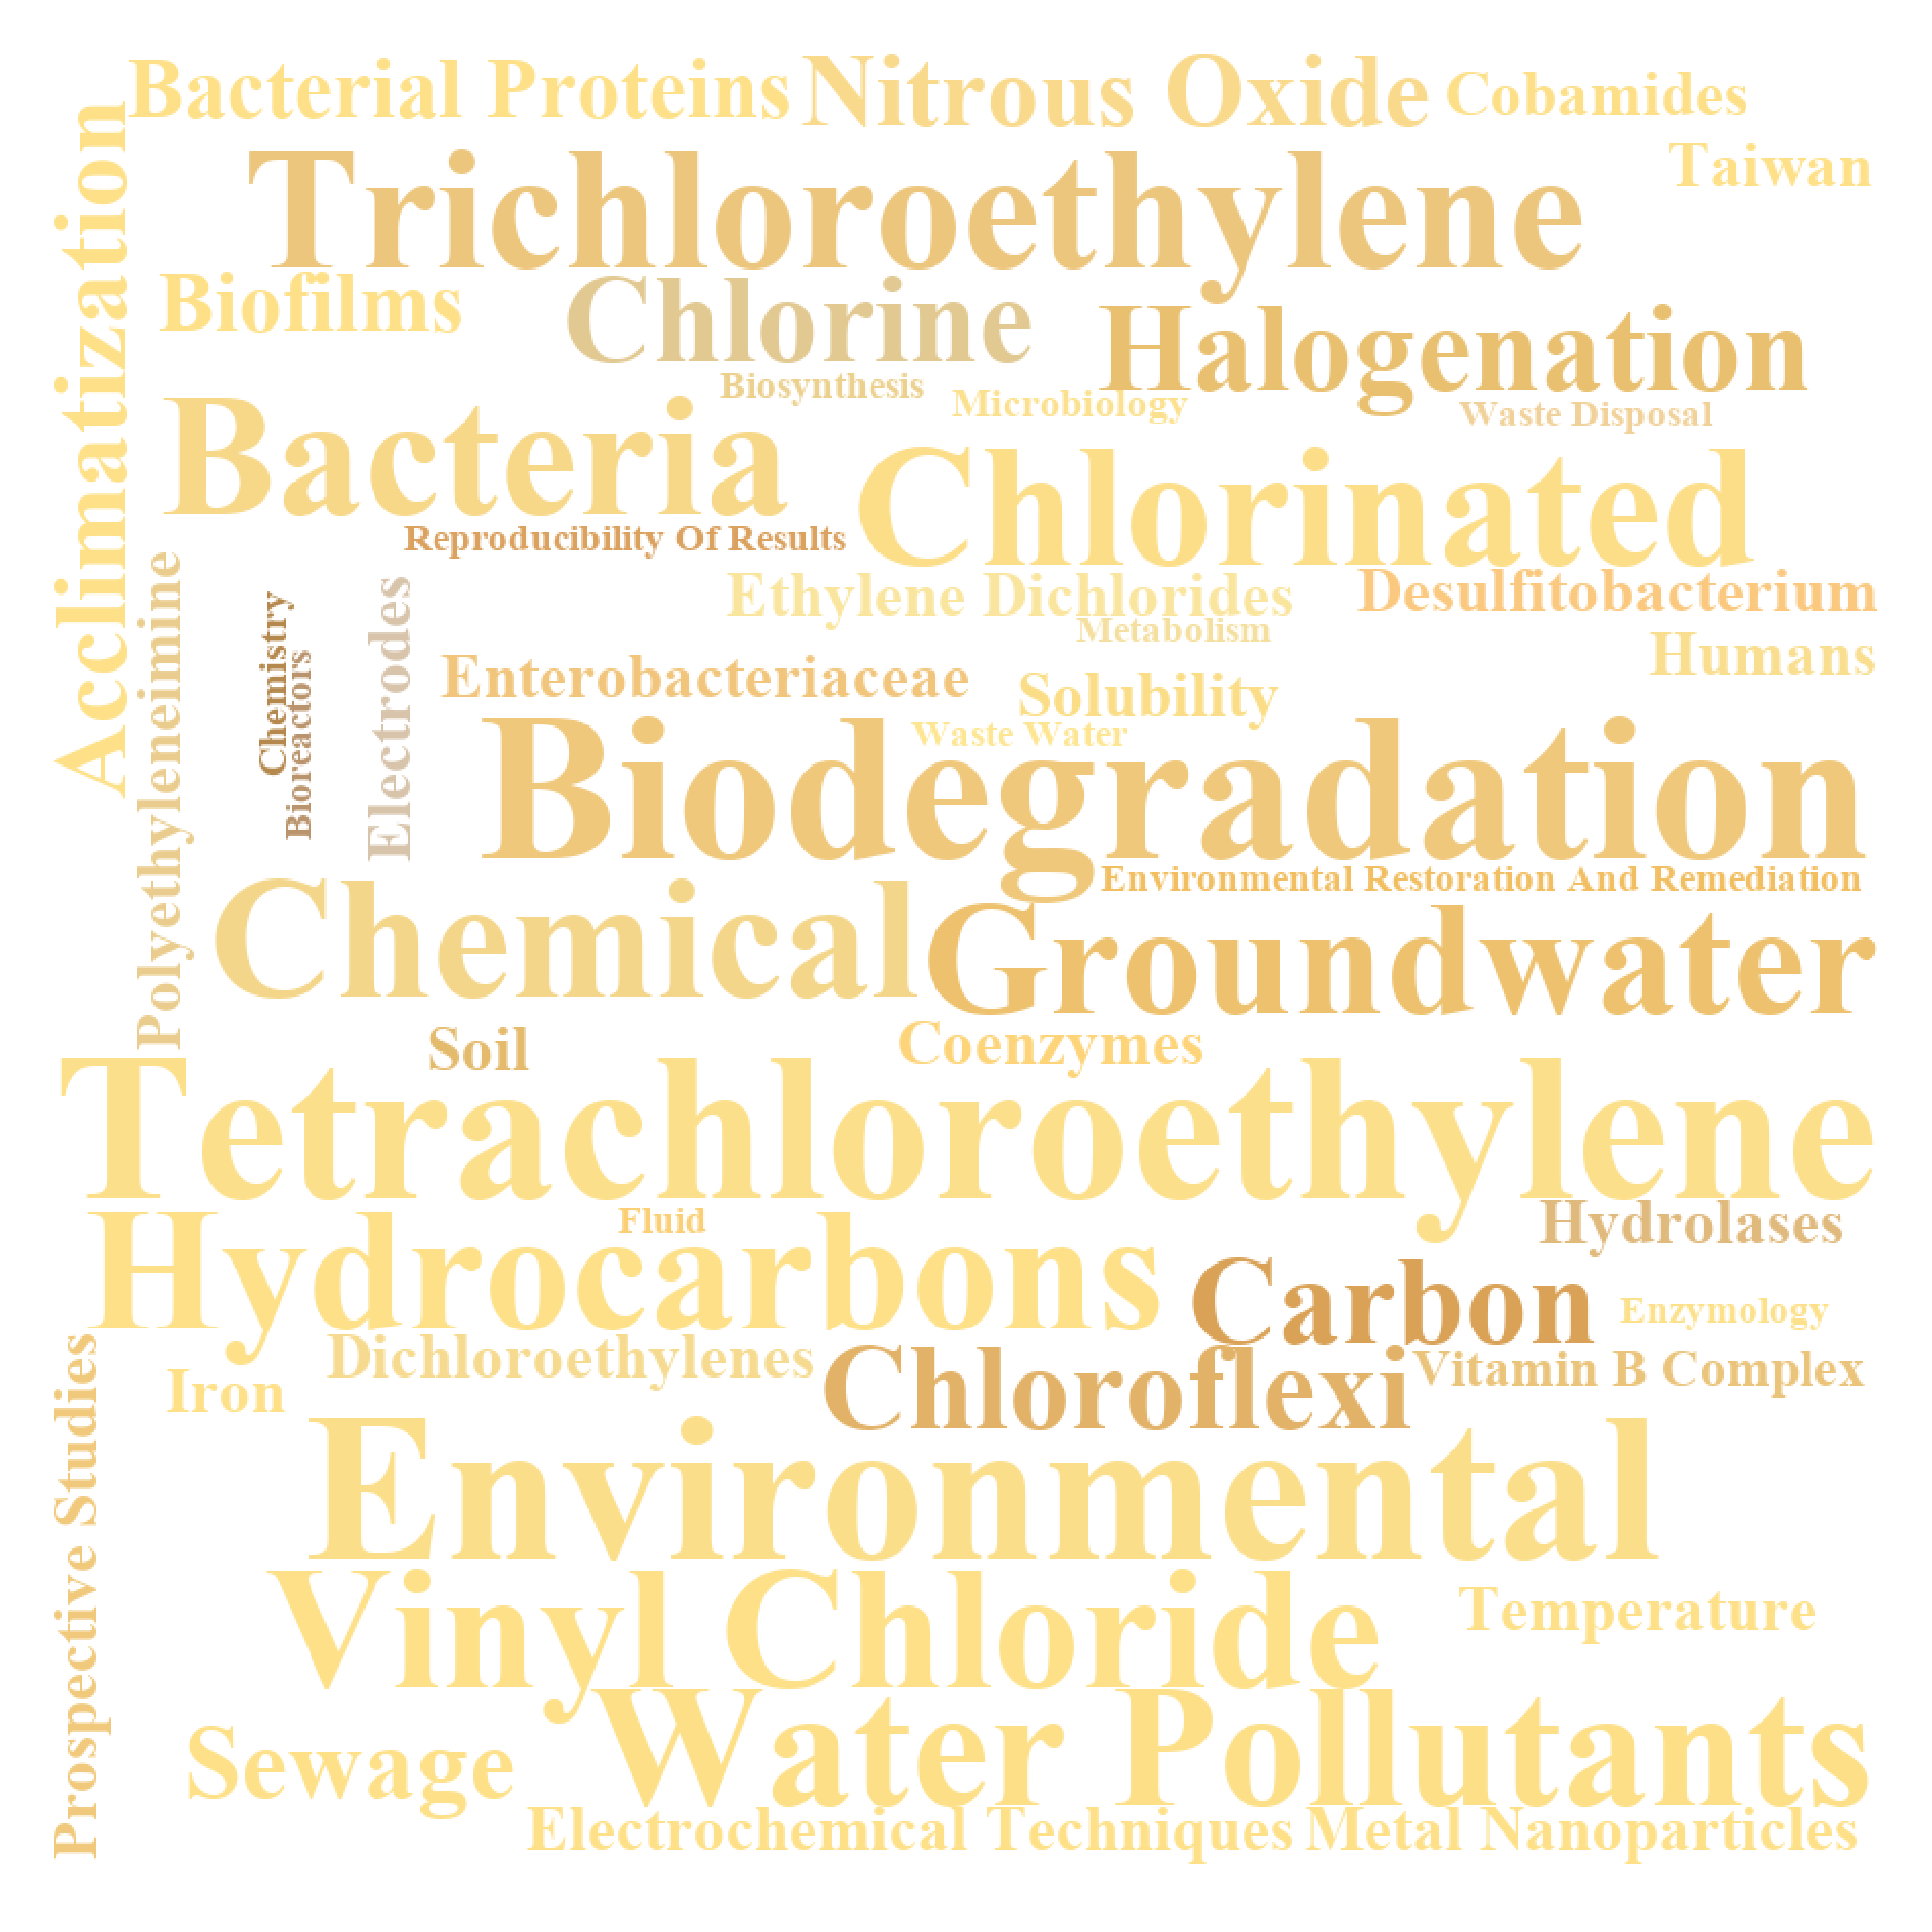 Bacterial Proteins
Nitrous Oxide
Cobamides
Taiwan
Acclimatization
Trichloroethylene
Biofilms
Chlorine
Halogenation
Biosynthesis
Microbiology
Waste Disposal
Bacteria
Chlorinated
Reproducibility Of Results
Ethylene Dichlorides
Desulfitobacterium
Metabolism
Humans
Polyethyleneimine
Chemistry
Bioreactors
Electrodes
Enterobacteriaceae
Solubility
Waste Water
Biodegradation
Environmental Restoration And Remediation
Chemical
Groundwater
Soil
Coenzymes
Tetrachloroethylene
Fluid
Hydrolases
Hydrocarbons
Carbon
Enzymology
Dichloroethylenes
Chloroflexi
Vitamin B Complex
Iron
Prospective Studies
Environmental
Vinyl Chloride
Temperature
Water Pollutants
Sewage
Electrochemical Techniques
Metal Nanoparticles